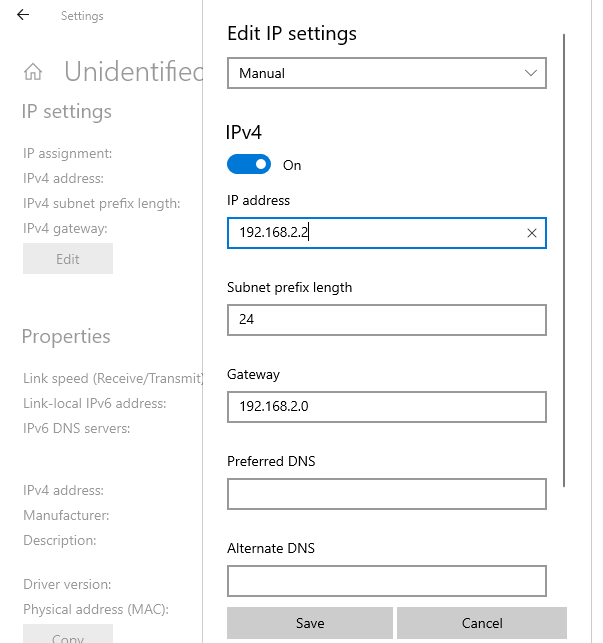 Settings
Unidentified
IP settings
IP assignment:
IPv4 address:
IPv4 subnet prefix length:
IPv4 gateway:
Edit
Properties
Link speed (Receive/Transmit)
Link-local IPv6 address:
IPv6 DNS servers:
IPv4 address:
Manufacturer:
Description:
Driver version:
Physical address (MAC):
Copy
Edit IP settings
Manual
IPv4
On
IP address
192.168.2.2
Subnet prefix length
24
Gateway
192.168.2.0
Preferred DNS
Alternate DNS
Save
Cancel